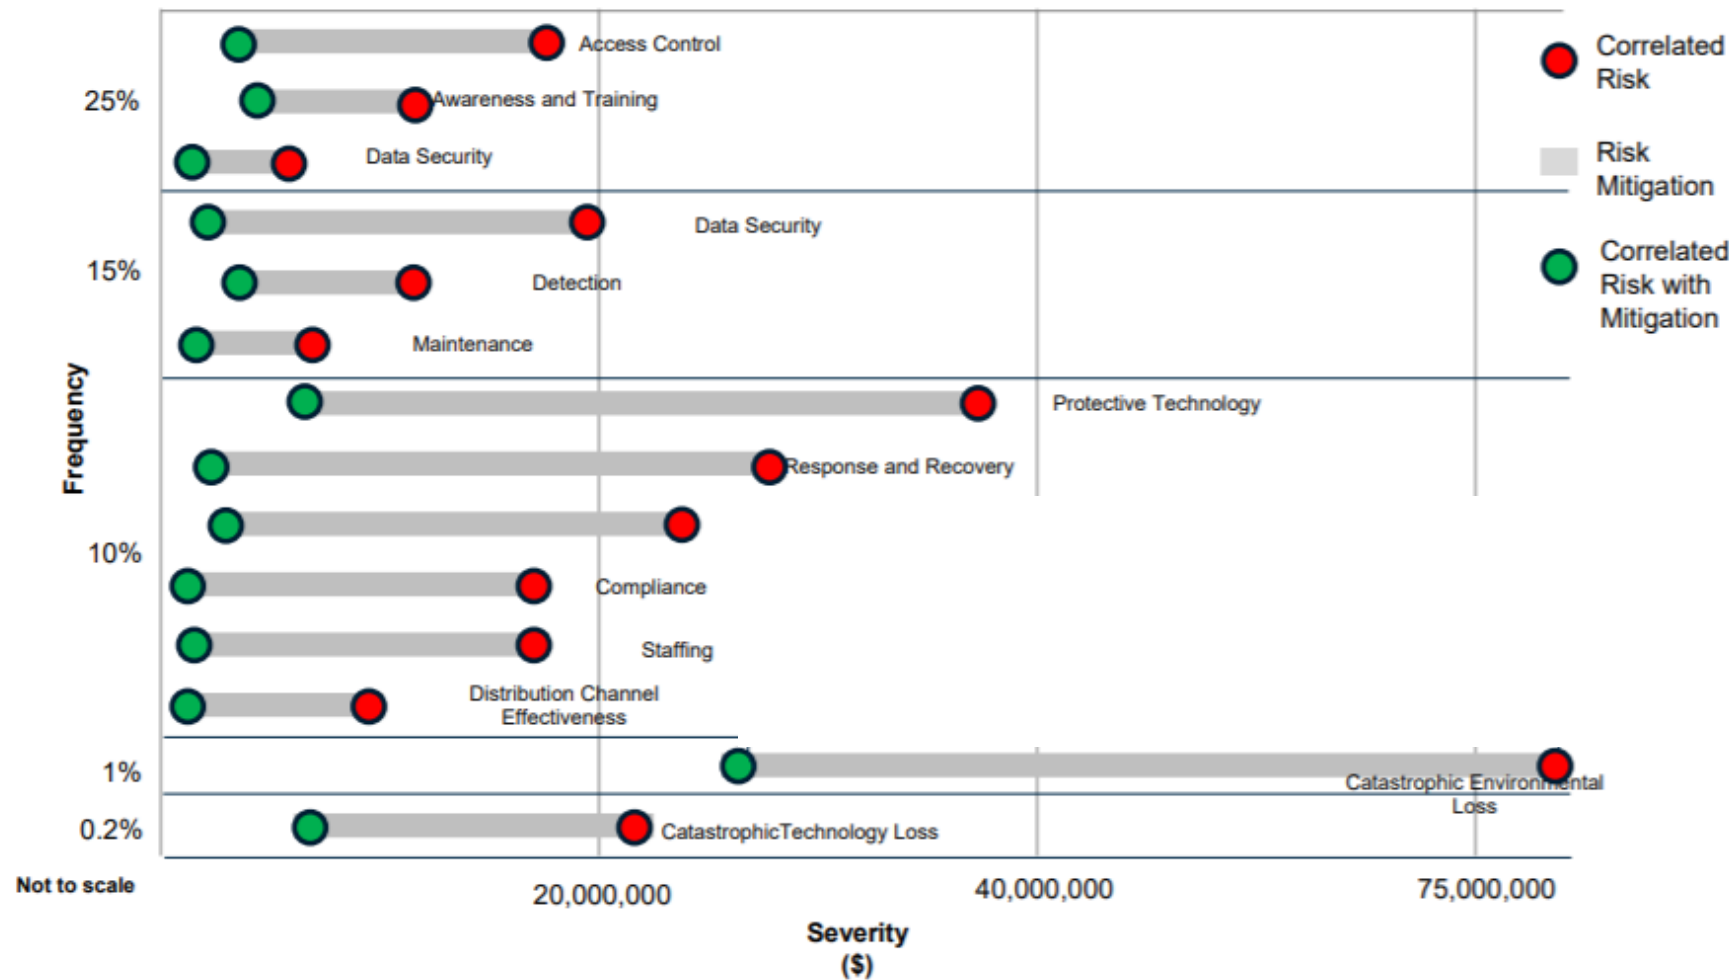 Access Control
25%
Awareness and Training
Data Security
Data Security
15%
Detection
Maintenance
Protective Technology
Frequency
Response and Recovery
10%
Compliance
Staffing
Distribution Channel
Effectiveness
1%
Catastrophic Environmental
Loss
0.2%
CatastrophicTechnology Loss
Not to scale
20,000,000
40,000,000
75,000,000
Severity
($)
Correlated
Risk
Risk
Mitigation
Correlated
Risk with
Mitigation